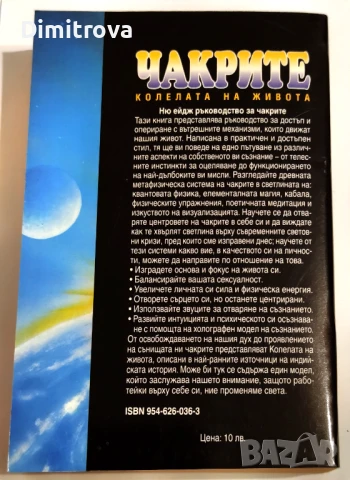 Dimitrova
ЧАКРИТЕ
КОЛЕЛАТА НА ЖИВОТА
Ню ейдж ръководство за чакрите
Тази книга представлява ръководство за достъп и
опериране с вътрешните механизми, които движат
нашия живот. Написана в практичен и достъпен
стил, тя ще ви поведе на едно пътуване из различ-
ните аспекти на собственото ви съзнание – от телес-
ните инстинкти за оцеляване до функционирането
на най-дълбоките ви мисли. Разгледайте древната
метафизическа система на чакрите в светлината на:
квантовата физика, елементалната магия, кабала,
физическите упражнения, поетичната медитация и
изкуството на визуализацията. Научете се да отва-
ряте центровете на чакрите в себе си и да виждате
как те хвърлят светлина върху съвременните светов-
ни кризи, пред които сме изправени днес; научете от
тези системи какво вие, в качеството си на личнос-
ти, можете да направите по отношение на това.
• Изградете основа и фокус на живота си.
• Балансирайте вашата сексуалност.
• Увеличете личната си сила и физическа енергия.
• Отворете сърцето си, но останете центрирани.
• Използвайте звуците за отваряне на съзнанието.
• Развийте интуицията и психическото си осъзнава-
не с помощта на холографен модел на съзнанието.
От освобождаването на нашия дух до проявлението
на сънищата ни чакрите представят Колелата на
живота, описани в най-ранните източници на индий-
ската история. Може би тук се съдържа един модел,
който заслужава нашето внимание, защото рабо-
тейки върху себе си, ние променяме света.
ISBN 954-626-036-3
Цена: 10 лв.
bazar